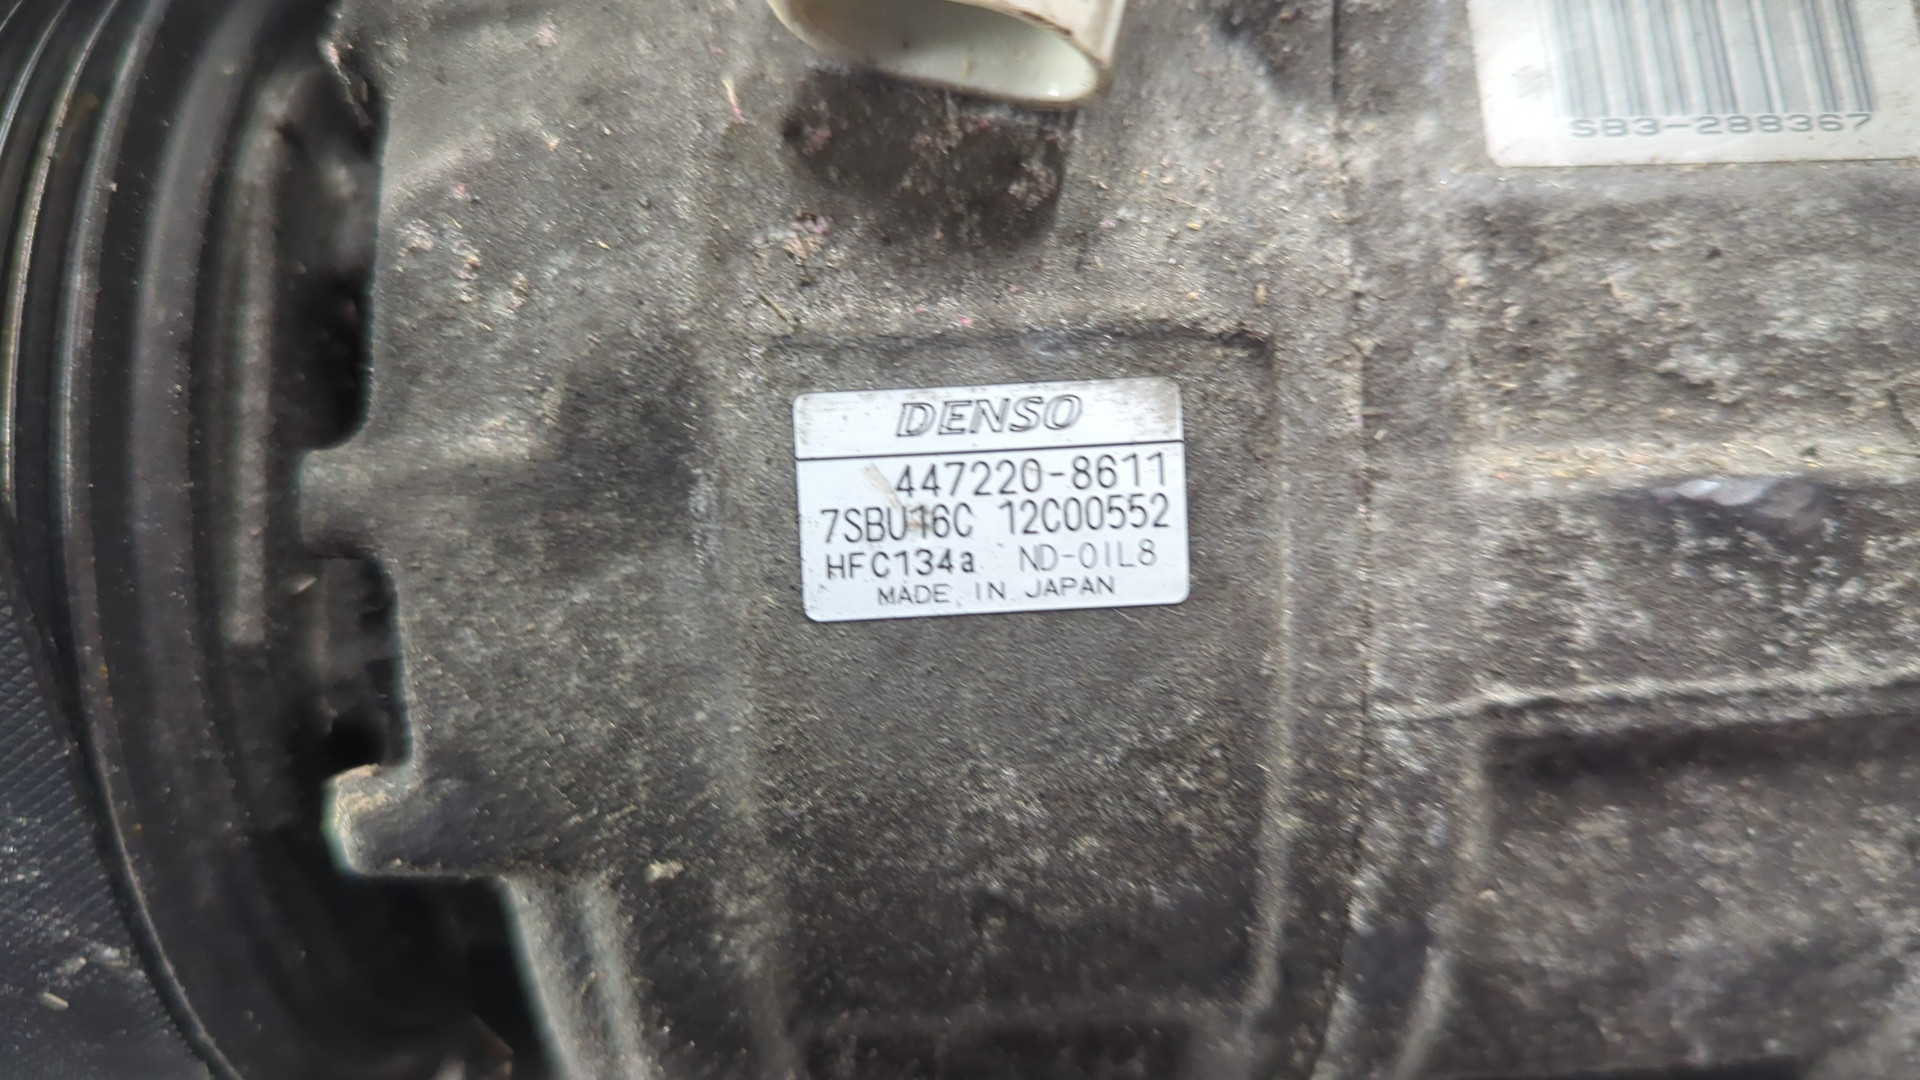 SB3-288367
DENSO
447220-8611
7SBU16C 12C00552
HFC134a ND-OIL8
MADE IN JAPAN